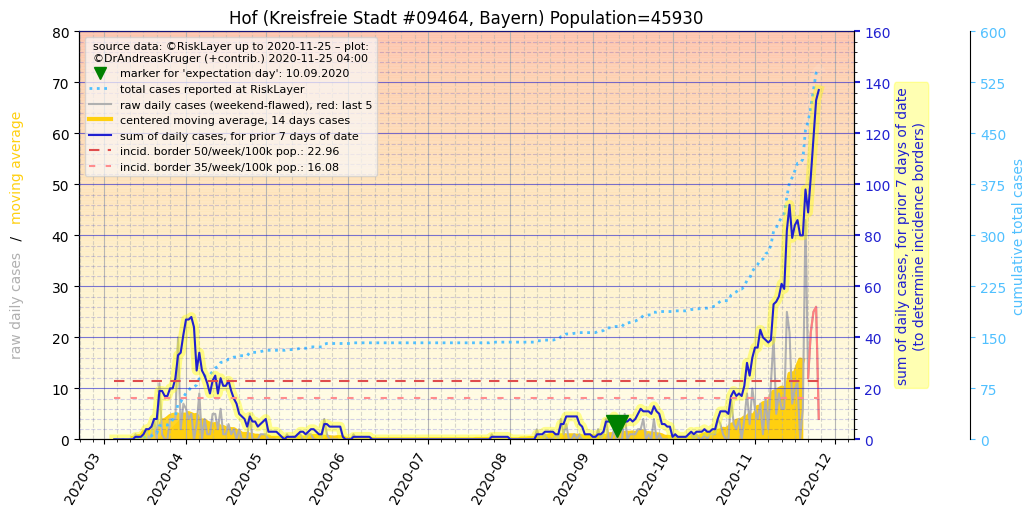 Hof (Kreisfreie Stadt #09464, Bayern) Population=45930
source data: ©RiskLayer up to 2020-11-25 – plot:
©DrAndreasKruger (+contrib.) 2020-11-25 04:00
marker for 'expectation day': 10.09.2020
total cases reported at RiskLayer
raw daily cases (weekend-flawed), red: last 5
centered moving average, 14 days cases
sum of daily cases, for prior 7 days of date
incid. border 50/week/100k pop.: 22.96
incid. border 35/week/100k pop.: 16.08
raw daily cases / moving average
80
70
60
50
40
30
20
10
0
2020-03
2020-04
2020-05
2020-06
2020-07
2020-08
2020-09
2020-10
2020-11
2020-12
160
140
120
100
80
60
40
20
0
sum of daily cases, for prior 7 days of date
(to determine incidence borders)
600
525
450
375
300
225
150
75
0
cumulative total cases